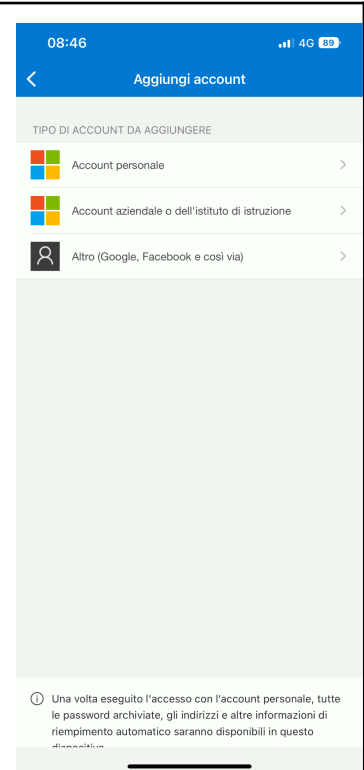 08:46
4G 89
Aggiungi account
TIPO DI ACCOUNT DA AGGIUNGERE
Account personale
Account aziendale o dell'istituto di istruzione
Altro (Google, Facebook e così via)
Una volta eseguito l'accesso con l'account personale, tutte
le password archiviate, gli indirizzi e altre informazioni di
riempimento automatico saranno disponibili in questo
dispositivo